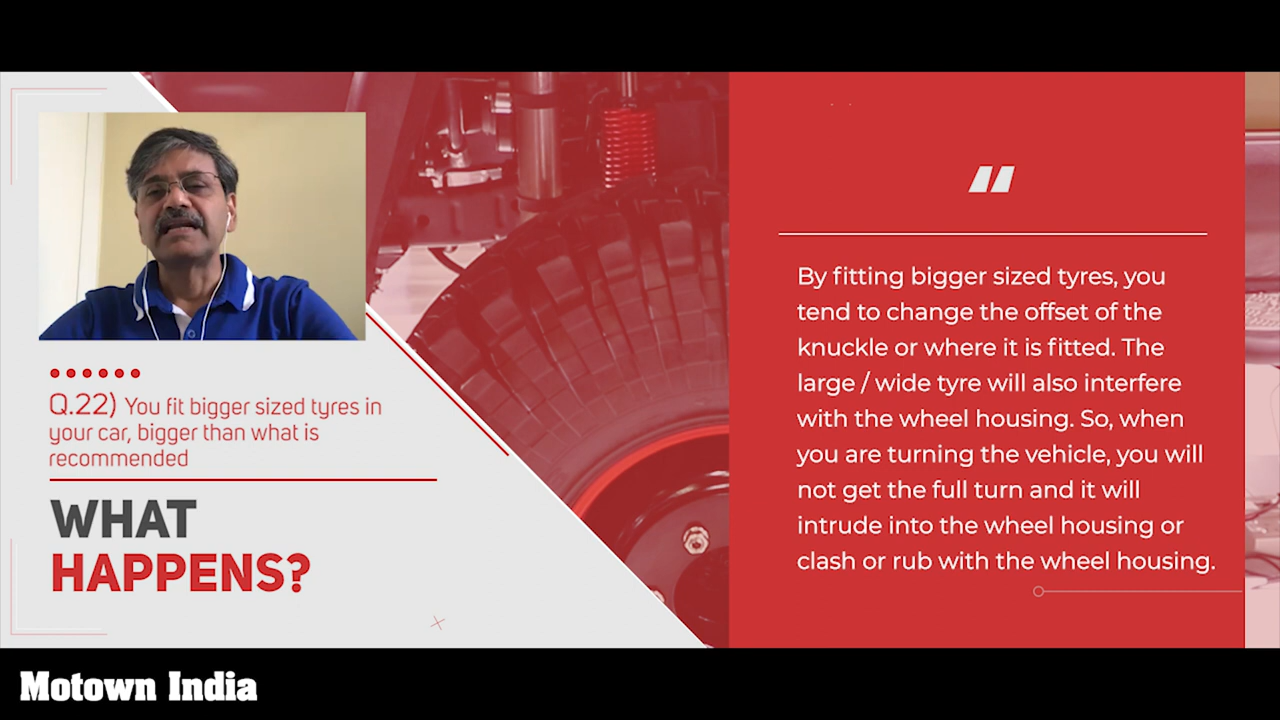 Q.22) You fit bigger sized tyres in
your car, bigger than what is
recommended
WHAT
HAPPENS?
"
By fitting bigger sized tyres, you
tend to change the offset of the
knuckle or where it is fitted. The
large / wide tyre will also interfere
with the wheel housing. So, when
you are turning the vehicle, you will
not get the full turn and it will
intrude into the wheel housing or
clash or rub with the wheel housing.
Motown India